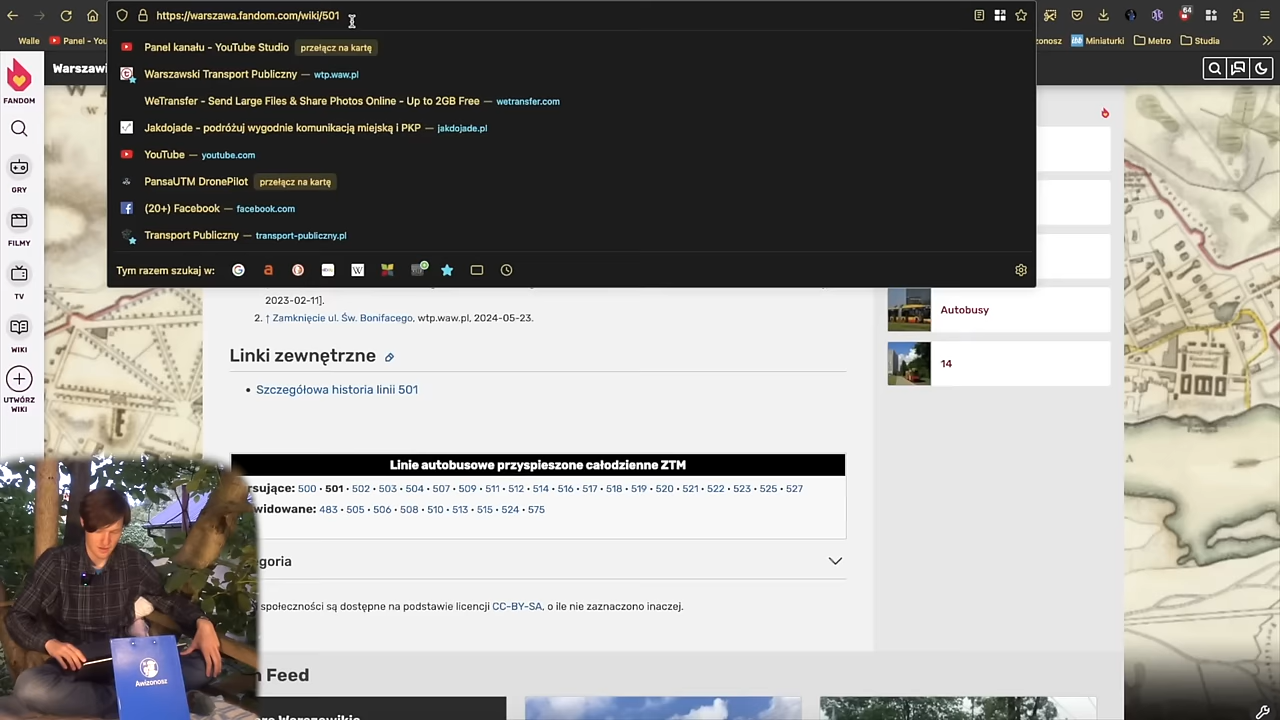 https://warszawa.fandom.com/wiki/501
64
Walle
Panel - You
zonosz
Miniaturki
Metro
Studia
Panel kanału - YouTube Studio przełącz na kartę
Warszawski Transport Publiczny — wtp.waw.pl
WeTransfer - Send Large Files & Share Photos Online - Up to 2GB Free — wetransfer.com
Jakdojade - podróżuj wygodnie komunikacją miejską i PKP — jakdojade.pl
YouTube — youtube.com
PansaUTM DronePilot przełącz na kartę
(20+) Facebook — facebook.com
Transport Publiczny — transport-publiczny.pl
Tym razem szukaj w:
FANDOM
GRY
FILMY
TV
WIKI
UTWÓRZ
WIKI
Warszawi
2023-02-11].
2. ↑ Zamknięcie ul. Św. Bonifacego, wtp.waw.pl, 2024-05-23.
Linki zewnętrzne
• Szczegółowa historia linii 501
Linie autobusowe przyspieszone całodzienne ZTM
rsujące: 500 • 501 • 502 • 503 • 504 • 507 • 509 • 511 • 512 • 514 • 516 • 517 • 518 • 519 • 520 • 521 • 522 • 523 • 525 • 527
widowane: 483 • 505 • 506 • 508 • 510 • 513 • 515 • 524 • 575
goria
społeczności są dostępne na podstawie licencji CC-BY-SA, o ile nie zaznaczono inaczej.
Feed
Autobusy
14
Awizonosz